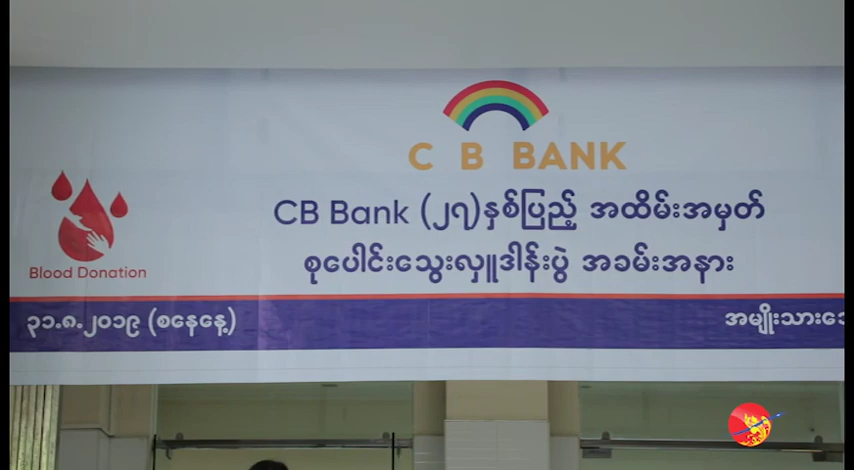 C B BANK
CB Bank (၂၇)နှစ်ပြည့် အထိမ်းအမှတ်
စုပေါင်းသွေးလှူဒါန်းပွဲ အခမ်းအနား
Blood Donation
၃၁.၈.၂၀၁၉ (စနေနေ့)